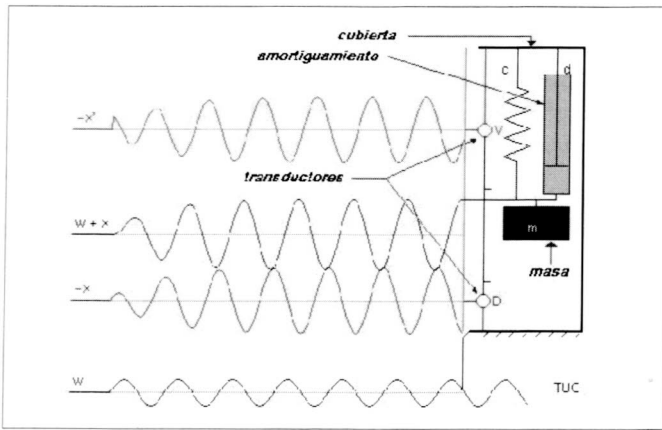 cubierta
amortiguamiento
c
d
-x'
V
transductores
W + x
m
masa
-x
D
W
TUC